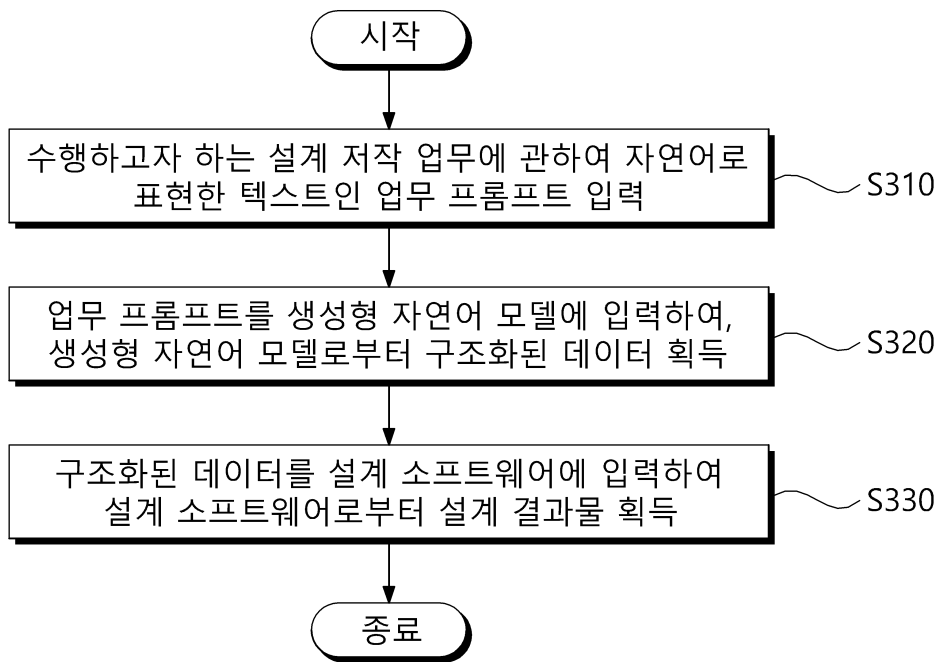 시작
수행하고자 하는 설계 저작 업무에 관하여 자연어로
표현한 텍스트인 업무 프롬프트 입력
S310
업무 프롬프트를 생성형 자연어 모델에 입력하여,
생성형 자연어 모델로부터 구조화된 데이터 획득
S320
구조화된 데이터를 설계 소프트웨어에 입력하여
설계 소프트웨어로부터 설계 결과물 획득
S330
종료